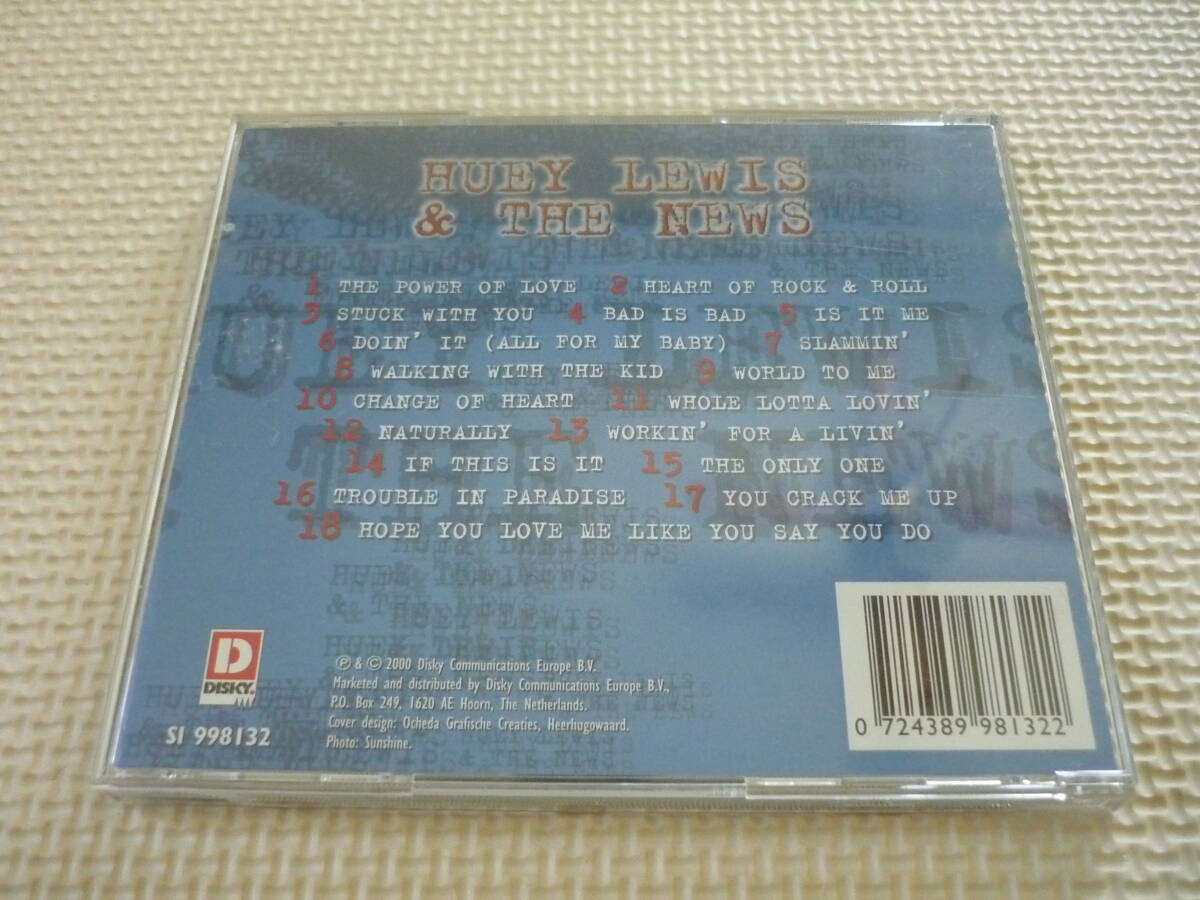 HUEY LEWIS
& THE NEWS
1 THE POWER OF LOVE 2 HEART OF ROCK & ROLL
3 STUCK WITH YOU 4 BAD IS BAD 5 IS IT ME
6 DOIN' IT (ALL FOR MY BABY) 7 SLAMMIN'
8 WALKING WITH THE KID 9 WORLD TO ME
10 CHANGE OF HEART 11 WHOLE LOTTA LOVIN'
12 NATURALLY 13 WORKIN' FOR A LIVIN'
14 IF THIS IS IT 15 THE ONLY ONE
16 TROUBLE IN PARADISE 17 YOU CRACK ME UP
18 HOPE YOU LOVE ME LIKE YOU SAY YOU DO
D
DISKY
SI 998132
℗ & © 2000 Disky Communications Europe B.V.
Marketed and distributed by Disky Communications Europe B.V.,
P.O. Box 249, 1620 AE Hoorn, The Netherlands.
Cover design: Ocheda Grafische Creaties, Heerhugowaard.
Photo: Sunshine.
0 724389 981322